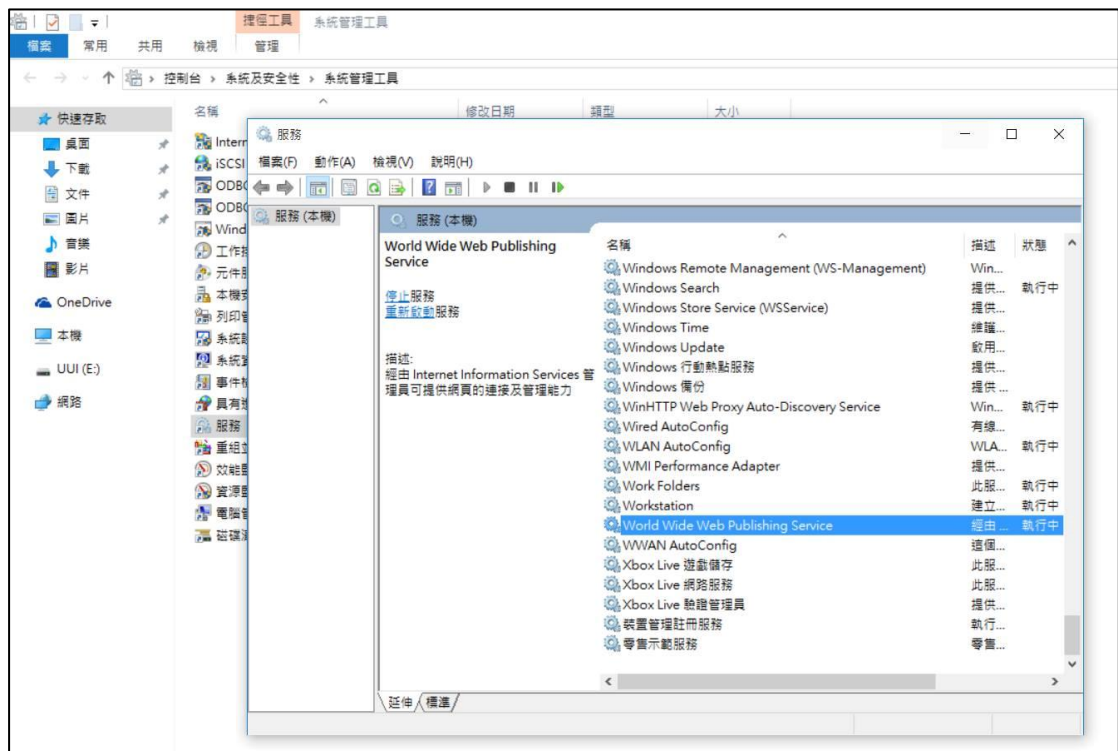 捷徑工具 系統管理工具
檔案 常用 共用 檢視 管理
控制台 › 系統及安全性 › 系統管理工具
快速存取
桌面
下載
文件
圖片
音樂
影片
OneDrive
本機
UUI (E:)
網路
名稱 修改日期 類型 大小
Intern
iSCSI
ODBC
ODBC
Wind
工作排
元件服
本機安
列印管
系統設
系統資
事件檢
具有進
服務
重組並
效能監
資源監
電腦管
磁碟清
服務
檔案(F) 動作(A) 檢視(V) 說明(H)
服務 (本機)
服務 (本機)
World Wide Web Publishing
Service
停止服務
重新啟動服務
描述:
經由 Internet Information Services 管
理員可提供網頁的連接及管理能力
名稱 描述 狀態
Windows Remote Management (WS-Management) Win...
Windows Search 提供... 執行中
Windows Store Service (WSService) 提供...
Windows Time 維護...
Windows Update 啟用...
Windows 行動熱點服務 提供...
Windows 備份 提供 ...
WinHTTP Web Proxy Auto-Discovery Service Win... 執行中
Wired AutoConfig 有線...
WLAN AutoConfig WLA... 執行中
WMI Performance Adapter 提供...
Work Folders 此服... 執行中
Workstation 建立... 執行中
World Wide Web Publishing Service 經由 ... 執行中
WWAN AutoConfig 這個...
Xbox Live 遊戲儲存 此服...
Xbox Live 網路服務 此服...
Xbox Live 驗證管理員 提供...
裝置管理註冊服務 執行...
零售示範服務 零售...
延伸 標準